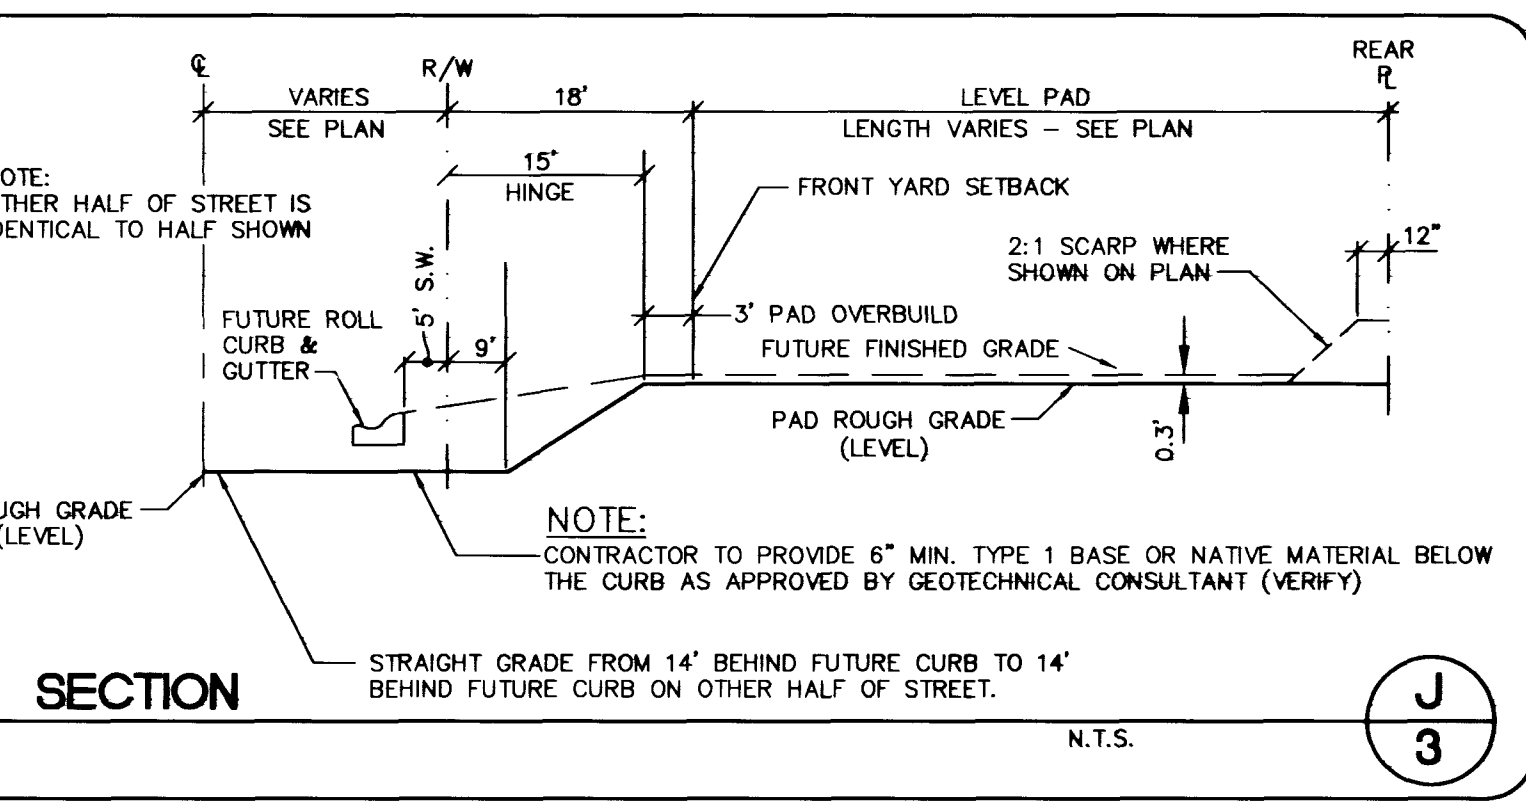 ℄
R/W
REAR
℄
VARIES
SEE PLAN
18'
LEVEL PAD
LENGTH VARIES – SEE PLAN
OTE:
THER HALF OF STREET IS
DENTICAL TO HALF SHOWN
15'
HINGE
FRONT YARD SETBACK
2:1 SCARP WHERE
SHOWN ON PLAN
12"
5' S.W.
9'
FUTURE ROLL
CURB &
GUTTER
3' PAD OVERBUILD
FUTURE FINISHED GRADE
PAD ROUGH GRADE
(LEVEL)
0.3'
UGH GRADE
(LEVEL)
NOTE:
CONTRACTOR TO PROVIDE 6" MIN. TYPE 1 BASE OR NATIVE MATERIAL BELOW
THE CURB AS APPROVED BY GEOTECHNICAL CONSULTANT (VERIFY)
STRAIGHT GRADE FROM 14' BEHIND FUTURE CURB TO 14'
BEHIND FUTURE CURB ON OTHER HALF OF STREET.
SECTION
N.T.S.
J
3